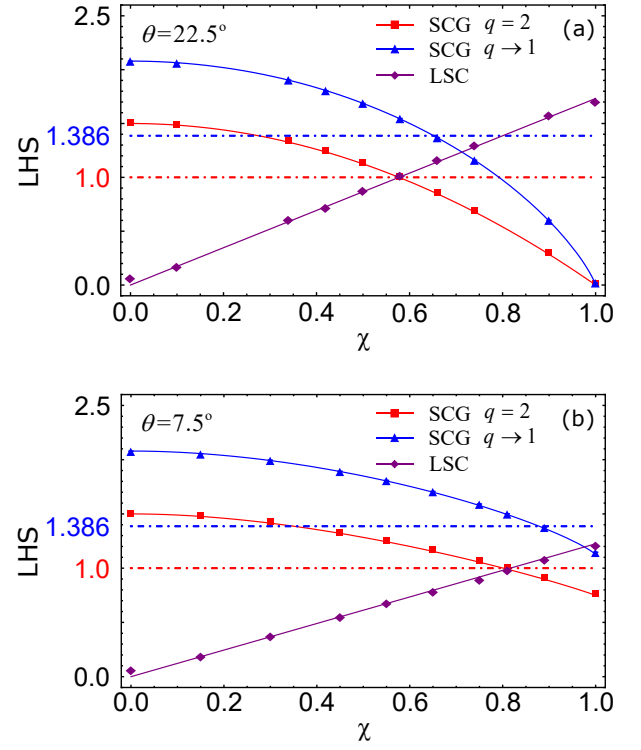 2.5
θ=22.5º
SCG q = 2
(a)
SCG q → 1
LSC
1.386
1.0
0.0
LHS
0.0 0.2 0.4 0.6 0.8 1.0
χ
2.5
θ=7.5º
SCG q = 2
(b)
SCG q → 1
LSC
1.386
1.0
0.0
LHS
0.0 0.2 0.4 0.6 0.8 1.0
χ